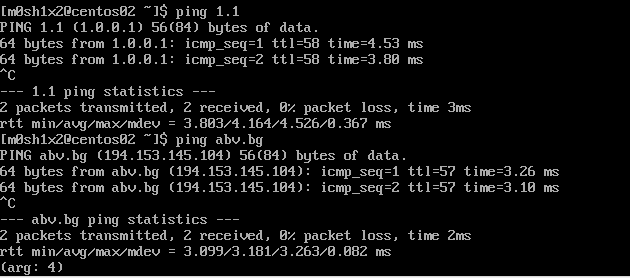 [m0sh1x2@centos02 ~]$ ping 1.1
PING 1.1 (1.0.0.1) 56(84) bytes of data.
64 bytes from 1.0.0.1: icmp_seq=1 ttl=58 time=4.53 ms
64 bytes from 1.0.0.1: icmp_seq=2 ttl=58 time=3.80 ms
^C
--- 1.1 ping statistics ---
2 packets transmitted, 2 received, 0% packet loss, time 3ms
rtt min/avg/max/mdev = 3.803/4.164/4.526/0.367 ms
[m0sh1x2@centos02 ~]$ ping abv.bg
PING abv.bg (194.153.145.104) 56(84) bytes of data.
64 bytes from abv.bg (194.153.145.104): icmp_seq=1 ttl=57 time=3.26 ms
64 bytes from abv.bg (194.153.145.104): icmp_seq=2 ttl=57 time=3.10 ms
^C
--- abv.bg ping statistics ---
2 packets transmitted, 2 received, 0% packet loss, time 2ms
rtt min/avg/max/mdev = 3.099/3.181/3.263/0.082 ms
(arg: 4)